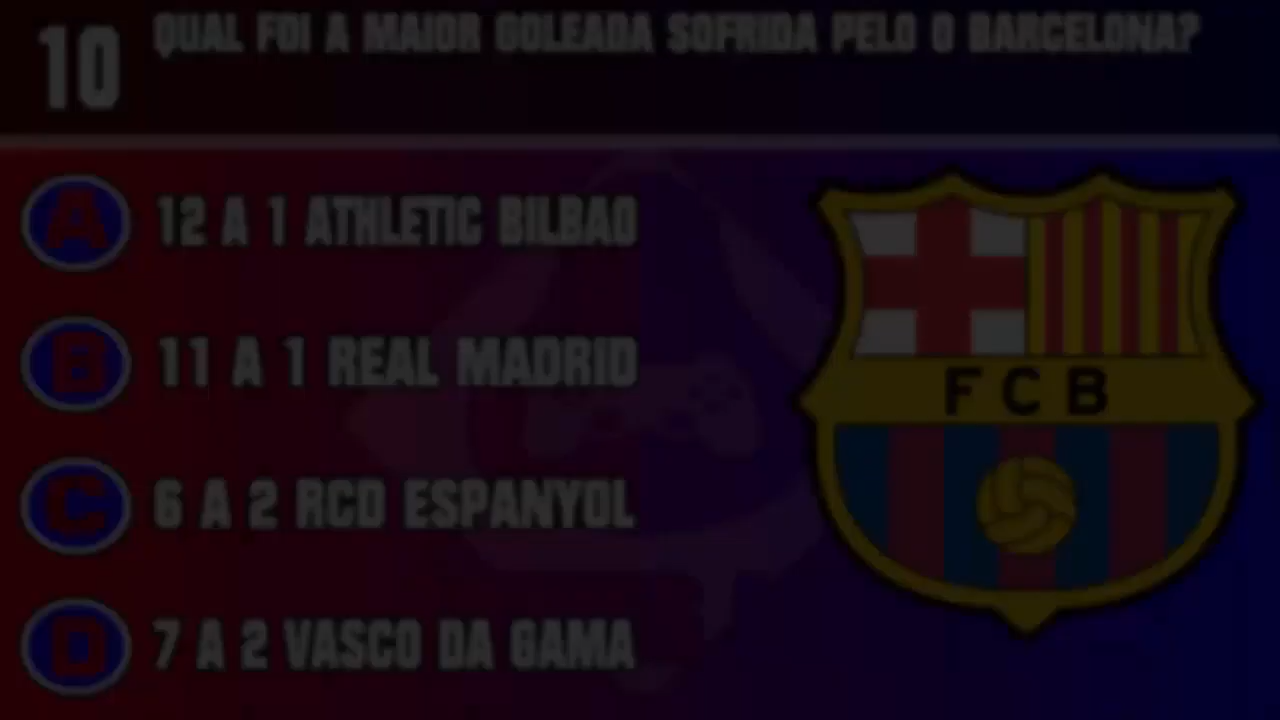 10
QUAL FOI A MAIOR GOLEADA SOFRIDA PELO O BARCELONA?
A 12 A 1 ATHLETIC BILBAO
B 11 A 1 REAL MADRID
C 6 A 2 RCD ESPANYOL
D 7 A 2 VASCO DA GAMA
FCB